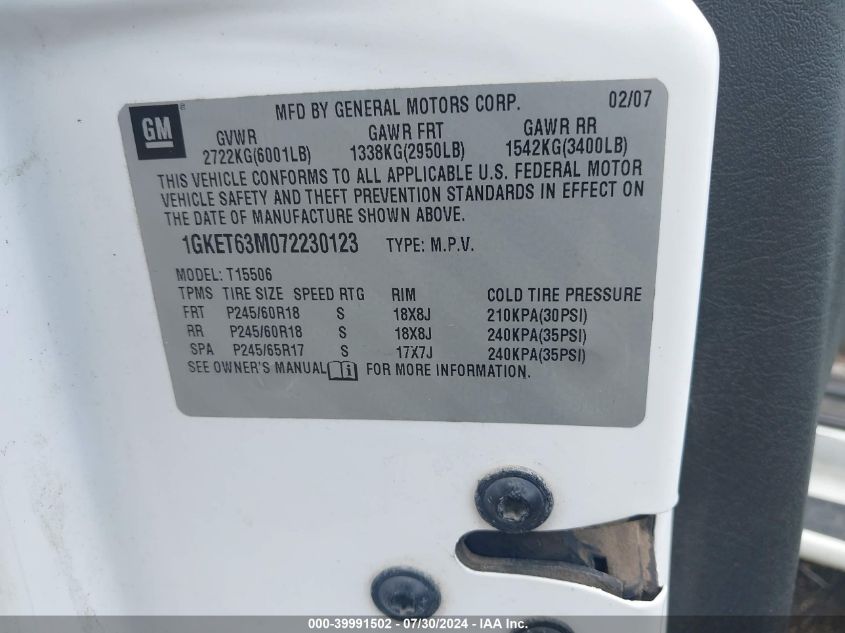 GM
MFD BY GENERAL MOTORS CORP. 02/07
GVWR GAWR FRT GAWR RR
2722KG(6001LB) 1338KG(2950LB) 1542KG(3400LB)
THIS VEHICLE CONFORMS TO ALL APPLICABLE U.S. FEDERAL MOTOR
VEHICLE SAFETY AND THEFT PREVENTION STANDARDS IN EFFECT ON
THE DATE OF MANUFACTURE SHOWN ABOVE.
1GKET63M072230123 TYPE: M.P.V.
MODEL: T15506
TPMS TIRE SIZE SPEED RTG RIM COLD TIRE PRESSURE
FRT P245/60R18 S 18X8J 210KPA(30PSI)
RR P245/60R18 S 18X8J 240KPA(35PSI)
SPA P245/65R17 S 17X7J 240KPA(35PSI)
SEE OWNER'S MANUAL i FOR MORE INFORMATION.
000-39991502 - 07/30/2024 - IAA Inc.